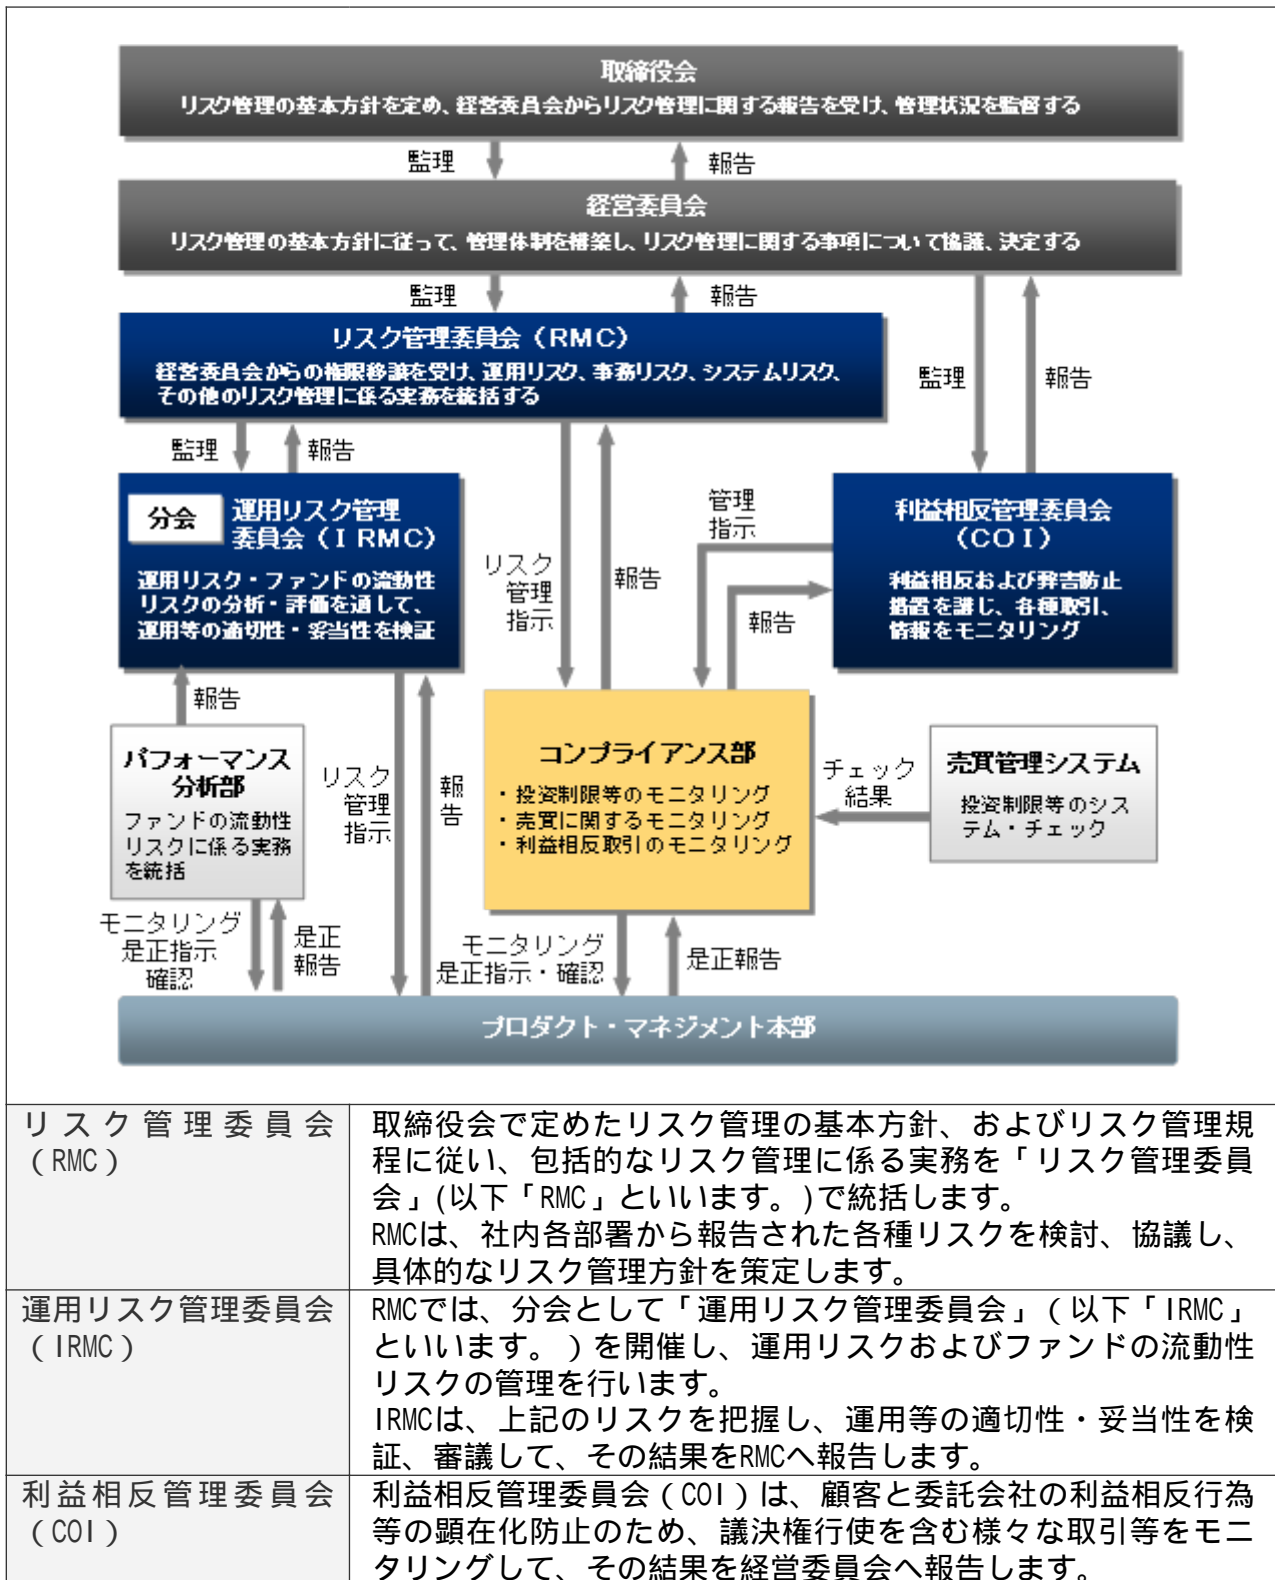 取締役会
リスク管理の基本方針を定め、経営委員会からリスク管理に関する報告を受け、管理状況を監督する
監理
報告
経営委員会
リスク管理の基本方針に従って、管理体制を構築し、リスク管理に関する事項について協議、決定する
監理
報告
監理
報告
リスク管理委員会（RMC）
経営委員会からの権限移譲を受け、運用リスク、事務リスク、システムリスク、
その他のリスク管理に係る実務を統括する
監理
報告
分会
運用リスク管理
委員会（IRMC）
運用リスク・ファンドの流動性
リスクの分析・評価を通して、
運用等の適切性・妥当性を検証
リスク
管理
指示
報告
管理
指示
報告
利益相反管理委員会
（COI）
利益相反および弊害防止
措置を講じ、各種取引、
情報をモニタリング
報告
パフォーマンス
分析部
ファンドの流動性
リスクに係る実務
を統括
リスク
管理
指示
報
告
コンプライアンス部
・投資制限等のモニタリング
・売買に関するモニタリング
・利益相反取引のモニタリング
チェック
結果
売買管理システム
投資制限等のシス
テム・チェック
モニタリング
是正指示
確認
是正
報告
モニタリング
是正指示・確認
是正報告
プロダクト・マネジメント本部
リスク管理委員会
（RMC）
取締役会で定めたリスク管理の基本方針、およびリスク管理規
程に従い、包括的なリスク管理に係る実務を「リスク管理委員
会」(以下「RMC」といいます。)で統括します。
RMCは、社内各部署から報告された各種リスクを検討、協議し、
具体的なリスク管理方針を策定します。
運用リスク管理委員会
（IRMC）
RMCでは、分会として「運用リスク管理委員会」（以下「IRMC」
といいます。）を開催し、運用リスクおよびファンドの流動性
リスクの管理を行います。
IRMCは、上記のリスクを把握し、運用等の適切性・妥当性を検
証、審議して、その結果をRMCへ報告します。
利益相反管理委員会
（COI）
利益相反管理委員会（COI）は、顧客と委託会社の利益相反行為
等の顕在化防止のため、議決権行使を含む様々な取引等をモニ
タリングして、その結果を経営委員会へ報告します。